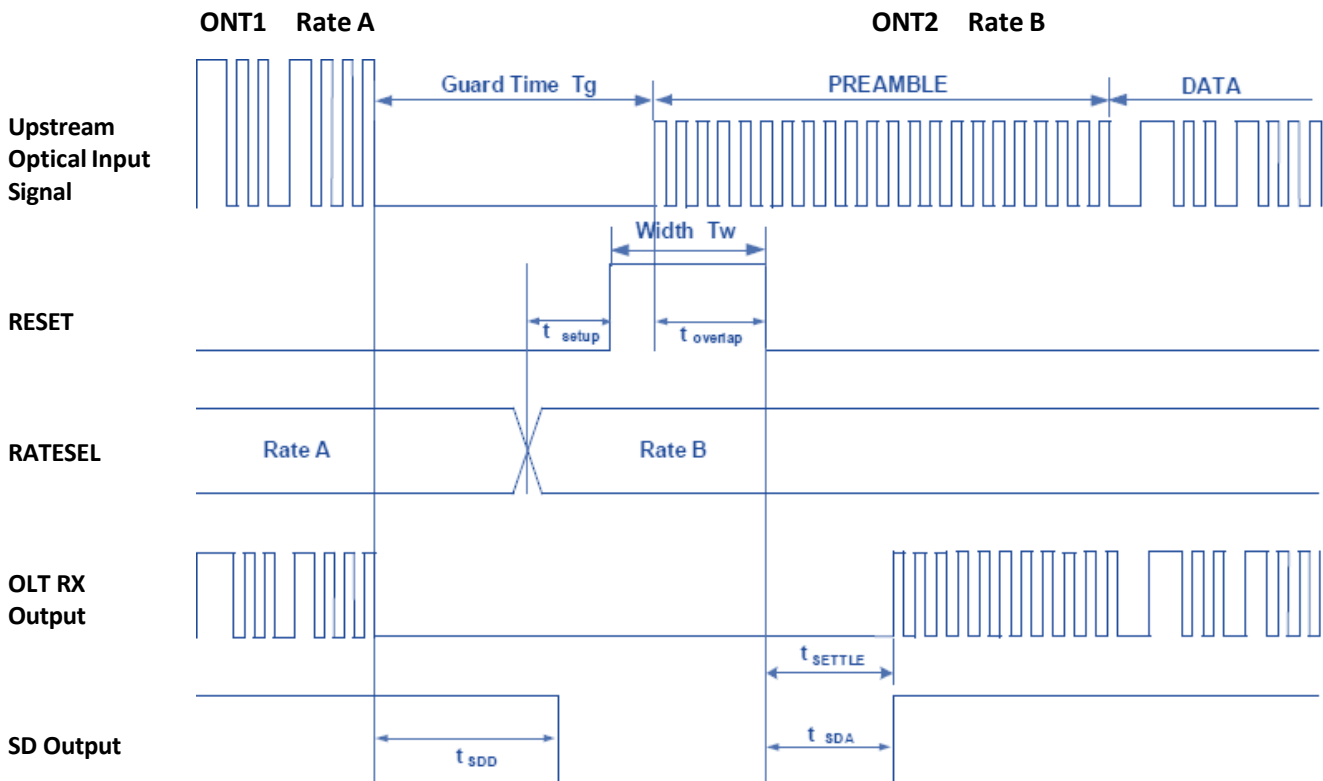 ONT1 Rate A
ONT2 Rate B
Guard Time Tg
PREAMBLE
DATA
Upstream
Optical Input
Signal
Width Tw
RESET
t setup
t overlap
RATESEL
Rate A
Rate B
OLT RX
Output
t SETTLE
SD Output
t SDD
t SDA